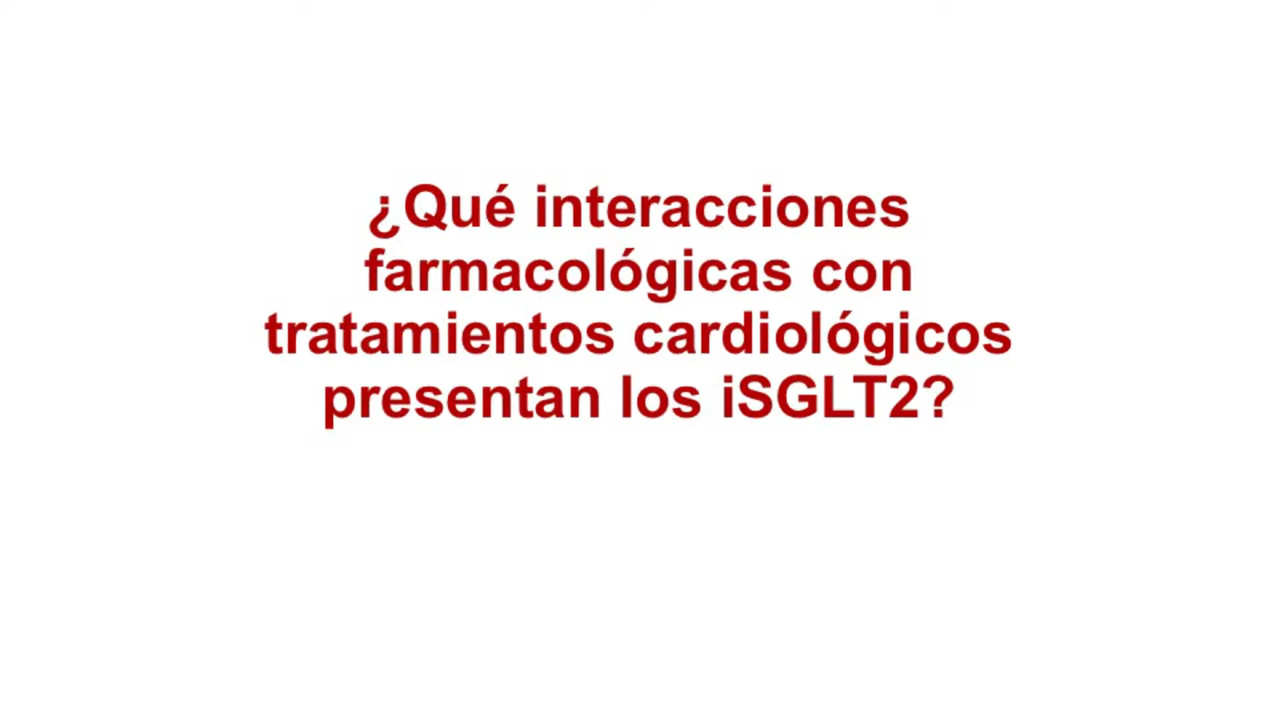 ¿Qué interacciones
farmacológicas con
tratamientos cardiológicos
presentan los iSGLT2?